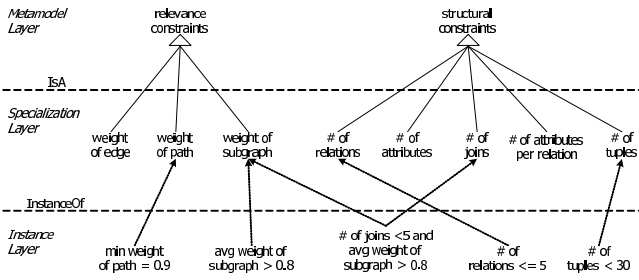 Metamodel
Layer
relevance
constraints
structural
constraints
IsA
Specialization
Layer
weight
of edge
weight
of path
weight of
subgraph
# of
relations
# of
attributes
# of
joins
# of attributes
per relation
# of
tuples
InstanceOf
Instance
Layer
min weight
of path = 0.9
avg weight of
subgraph > 0.8
# of joins <5 and
avg weight of
subgraph > 0.8
# of
relations <= 5
# of
tuples < 30